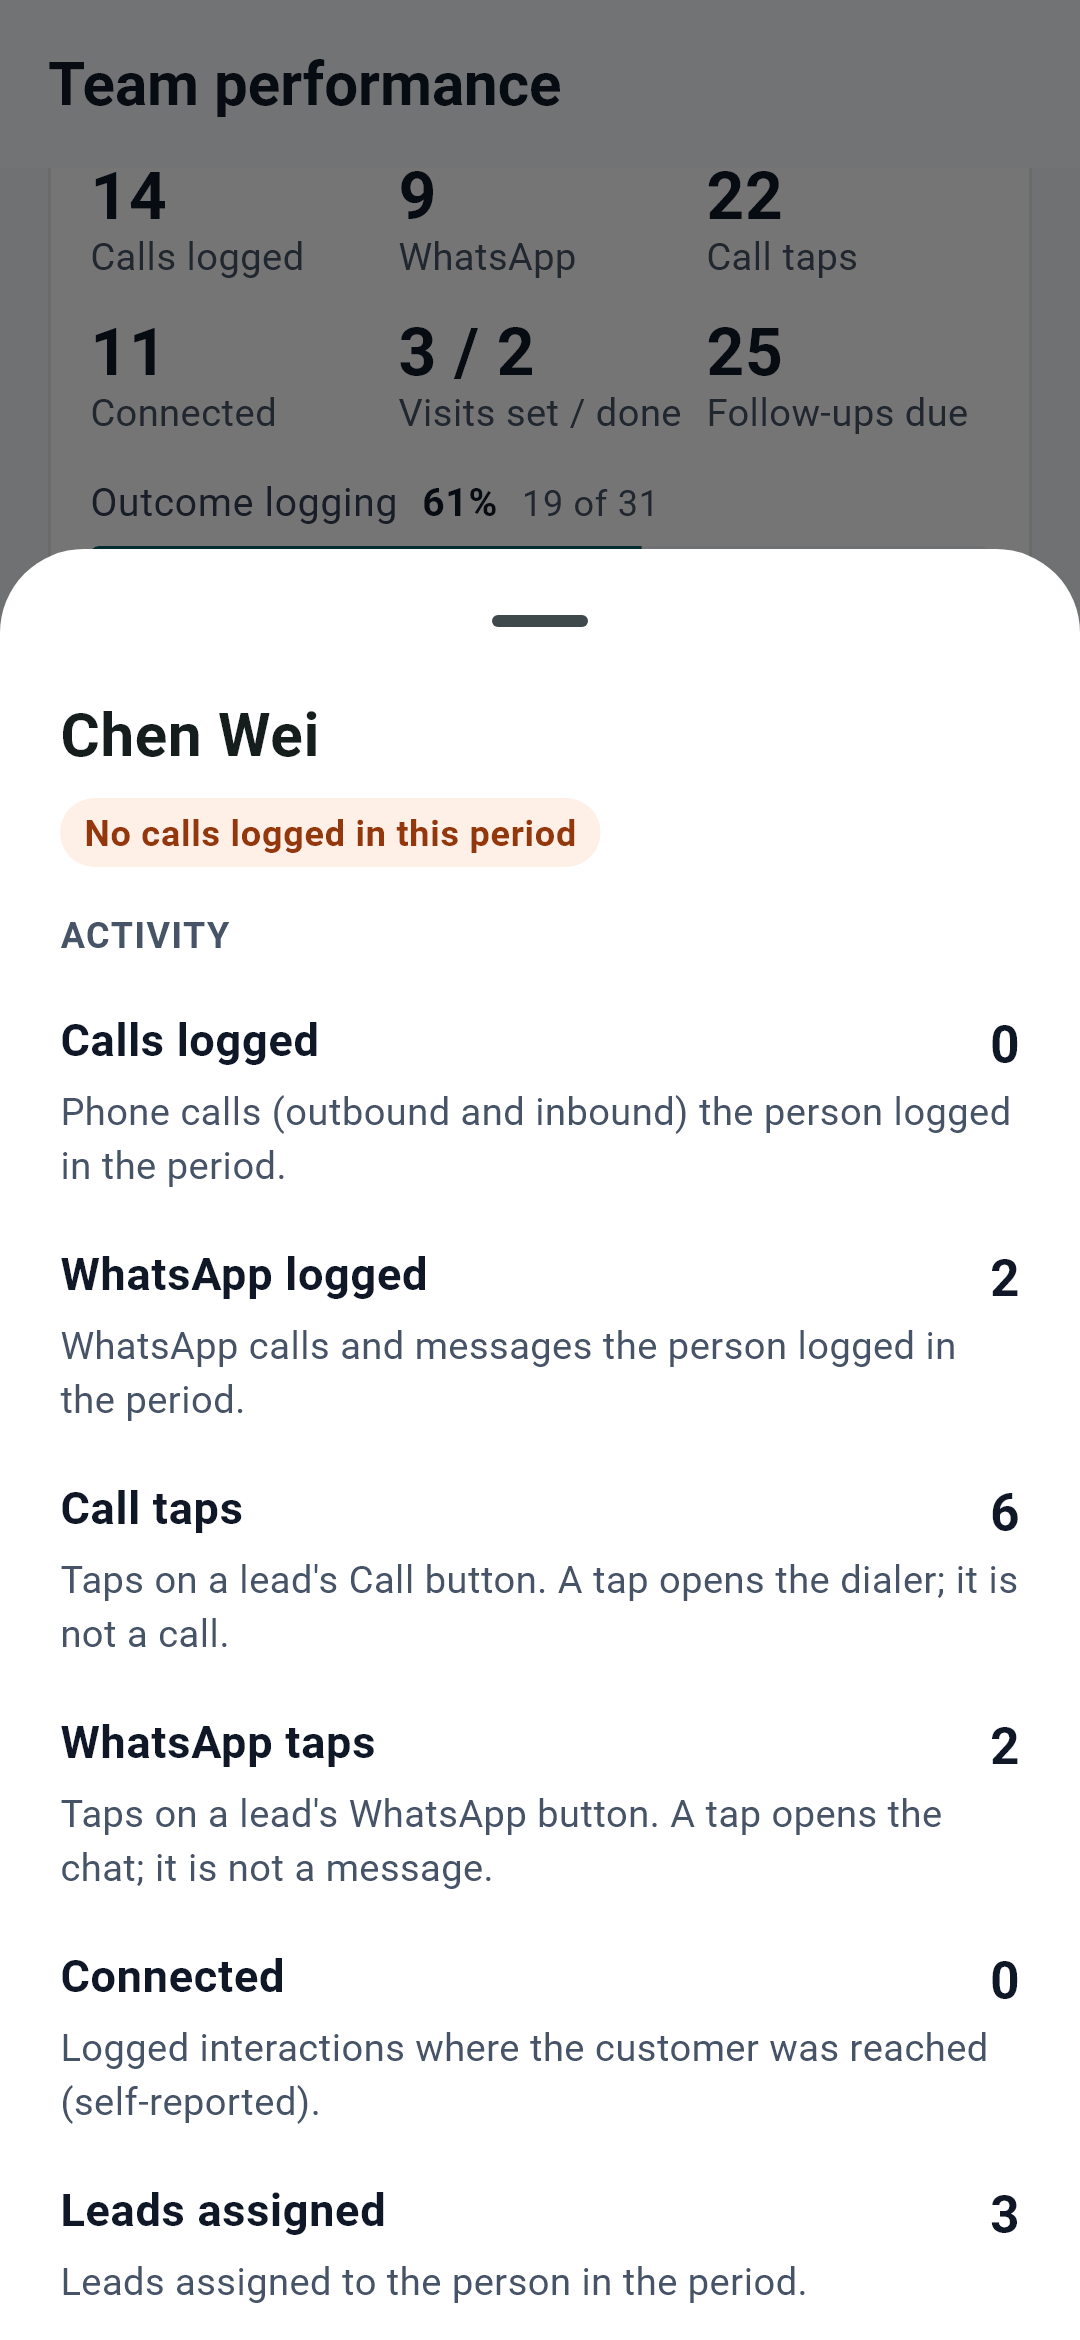 Team performance
14 9 22
Calls logged WhatsApp Call taps
11 3 / 2 25
Connected Visits set / done Follow-ups due
Outcome logging 61% 19 of 31
Chen Wei
No calls logged in this period
ACTIVITY
Calls logged 0
Phone calls (outbound and inbound) the person logged
in the period.
WhatsApp logged 2
WhatsApp calls and messages the person logged in
the period.
Call taps 6
Taps on a lead's Call button. A tap opens the dialer; it is
not a call.
WhatsApp taps 2
Taps on a lead's WhatsApp button. A tap opens the
chat; it is not a message.
Connected 0
Logged interactions where the customer was reached
(self-reported).
Leads assigned 3
Leads assigned to the person in the period.